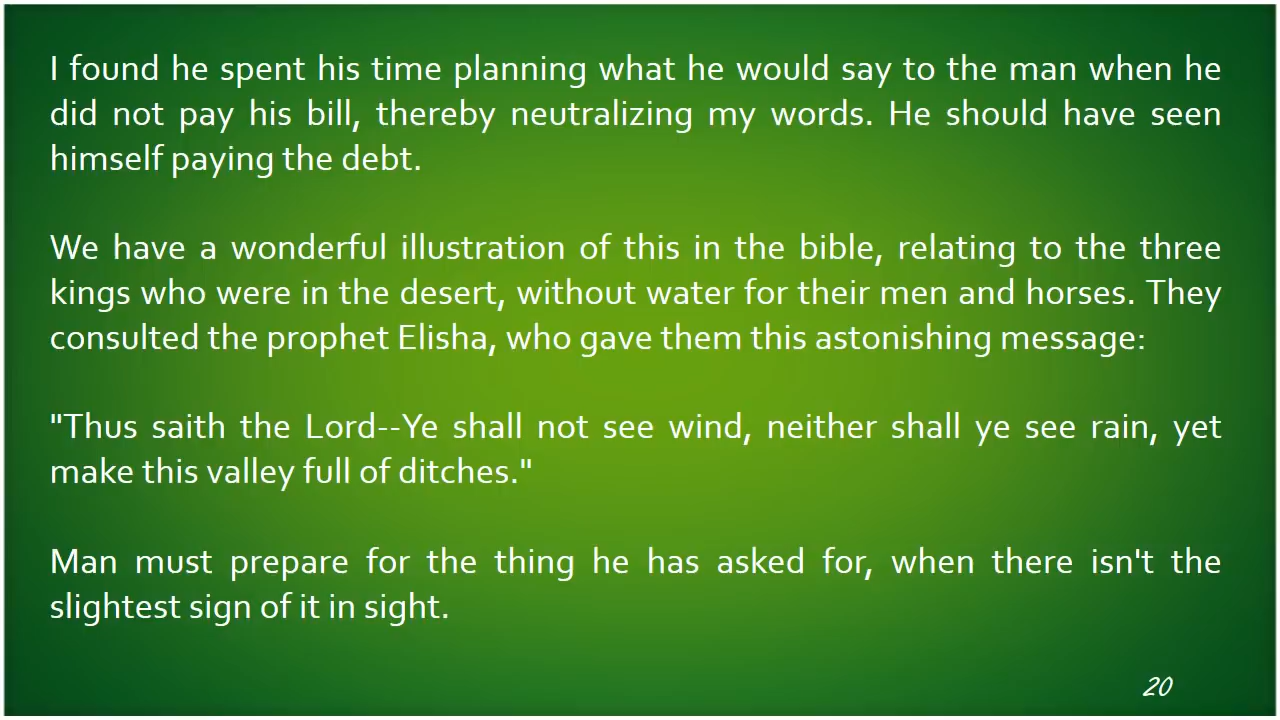 I found he spent his time planning what he would say to the man when he
did not pay his bill, thereby neutralizing my words. He should have seen
himself paying the debt.
We have a wonderful illustration of this in the bible, relating to the three
kings who were in the desert, without water for their men and horses. They
consulted the prophet Elisha, who gave them this astonishing message:
"Thus saith the Lord--Ye shall not see wind, neither shall ye see rain, yet
make this valley full of ditches."
Man must prepare for the thing he has asked for, when there isn't the
slightest sign of it in sight.
20